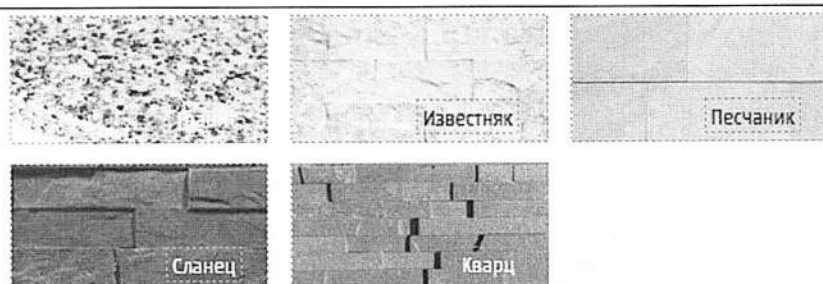 Известняк
Песчаник
Сланец
Кварц